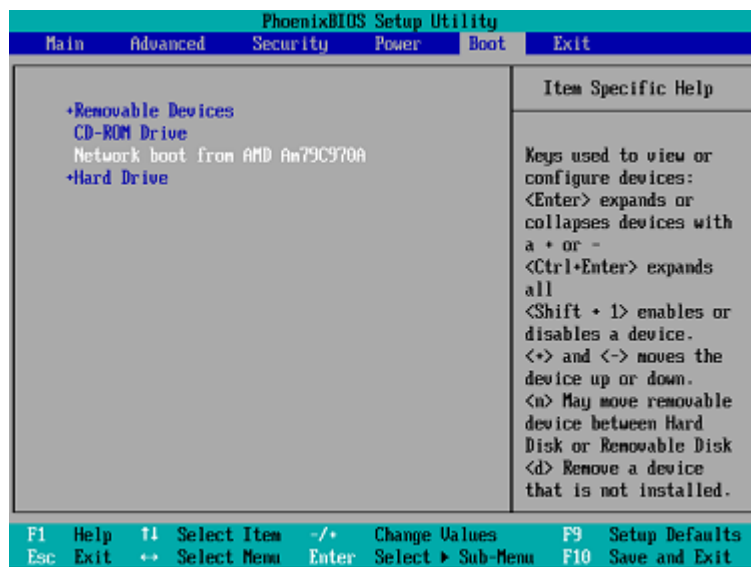 PhoenixBIOS Setup Utility
Main Advanced Security Power Boot Exit
+Removable Devices
CD-ROM Drive
Network boot from AMD Am79C970A
+Hard Drive
Item Specific Help
Keys used to view or
configure devices:
<Enter> expands or
collapses devices with
a + or -
<Ctrl+Enter> expands
all
<Shift + 1> enables or
disables a device.
<+> and <-> moves the
device up or down.
<n> May move removable
device between Hard
Disk or Removable Disk
<d> Remove a device
that is not installed.
F1 Help ↑↓ Select Item -/+ Change Values F9 Setup Defaults
Esc Exit ↔ Select Menu Enter Select ▶ Sub-Menu F10 Save and Exit